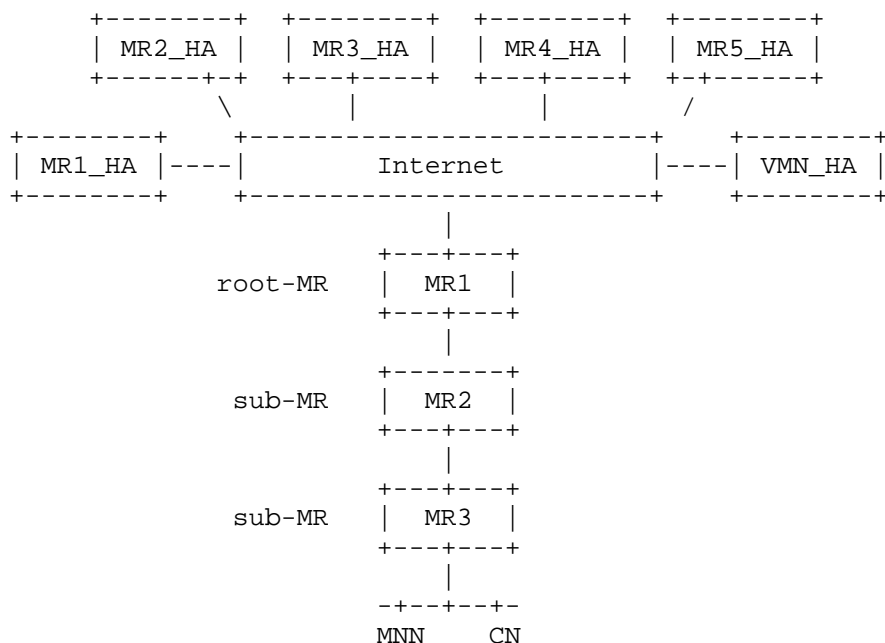 MR2_HA MR3_HA MR4_HA MR5_HA
MR1_HA Internet VMN_HA
root-MR MR1
sub-MR MR2
sub-MR MR3
MNN CN